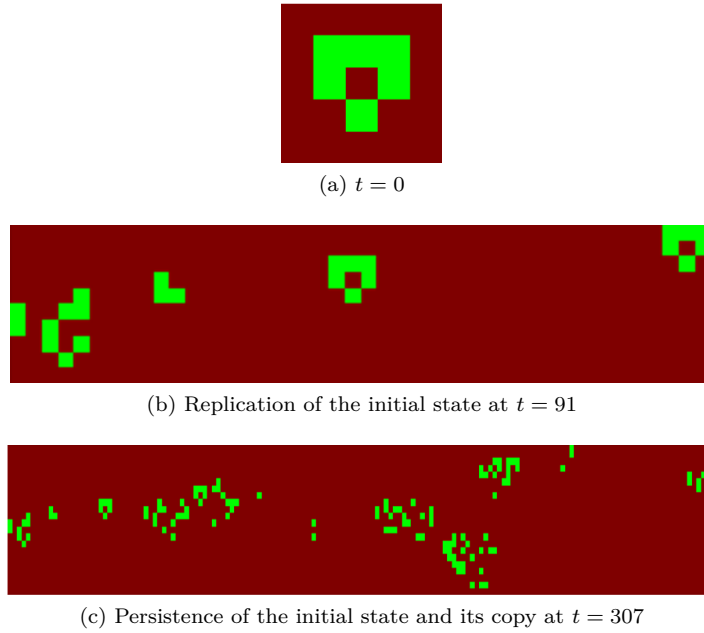 (a) t = 0
(b) Replication of the initial state at t = 91
(c) Persistence of the initial state and its copy at t = 307